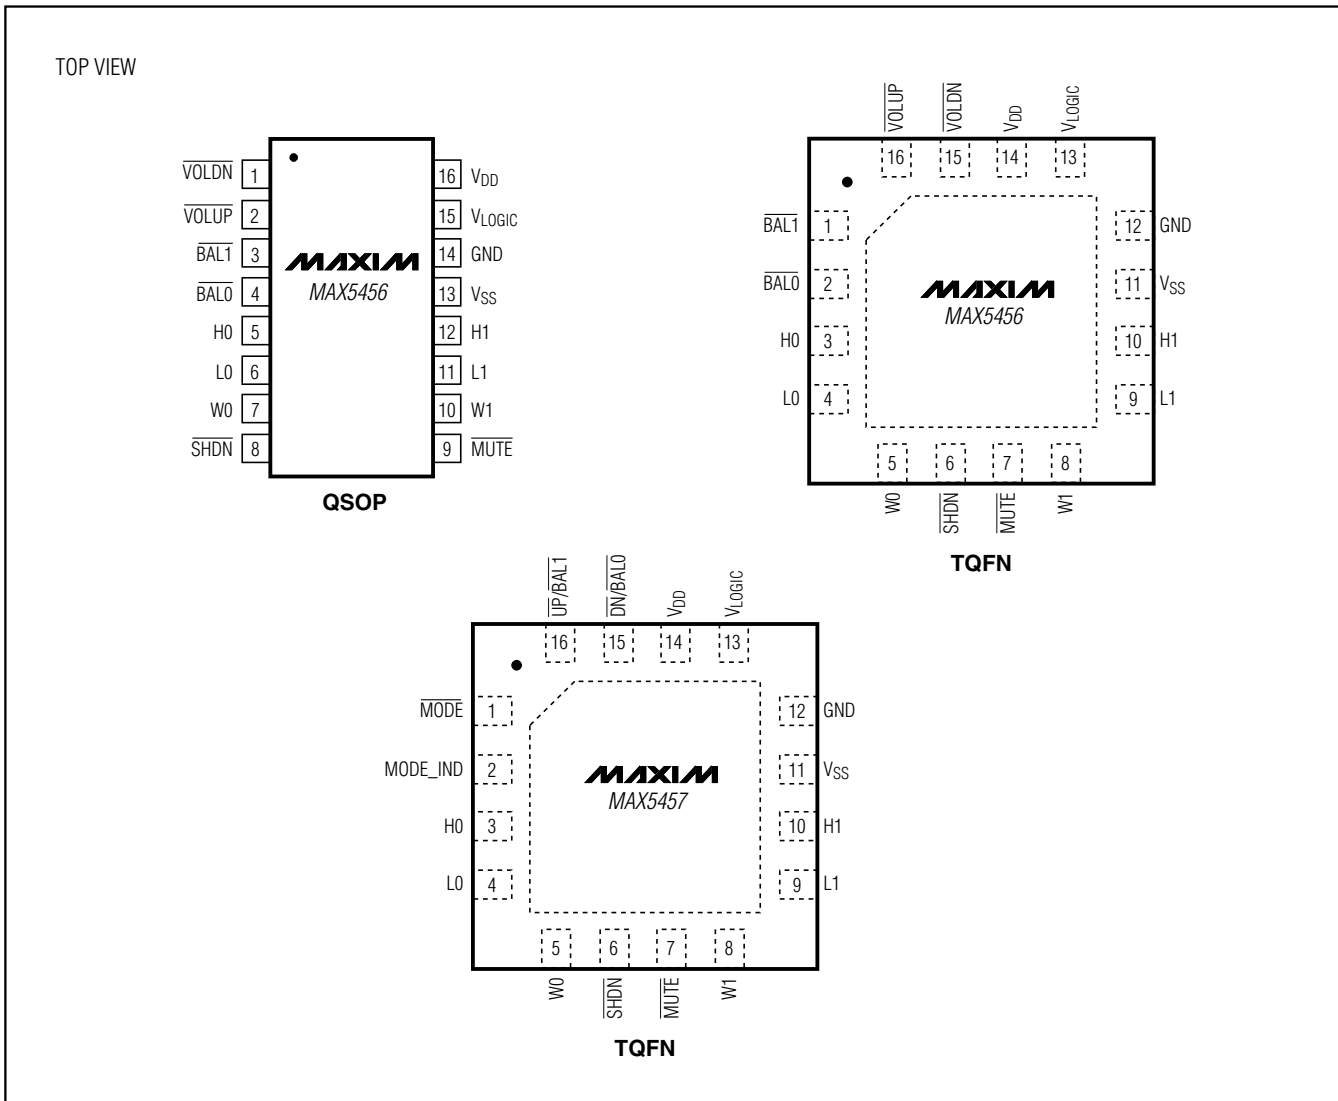 TOP VIEW
VOLDN 1 16 VDD
VOLUP 2 15 VLOGIC
BAL1 3 14 GND
BAL0 4 13 VSS
H0 5 12 H1
L0 6 11 L1
W0 7 10 W1
SHDN 8 9 MUTE
MAXIM
MAX5456
QSOP
VOLUP VOLDN VDD VLOGIC
16 15 14 13
BAL1 1 12 GND
BAL0 2 11 VSS
H0 3 10 H1
L0 4 9 L1
MAXIM
MAX5456
5 6 7 8
W0 SHDN MUTE W1
TQFN
UP/BAL1 DN/BAL0 VDD VLOGIC
16 15 14 13
MODE 1 12 GND
MODE_IND 2 11 VSS
H0 3 10 H1
L0 4 9 L1
MAXIM
MAX5457
5 6 7 8
W0 SHDN MUTE W1
TQFN